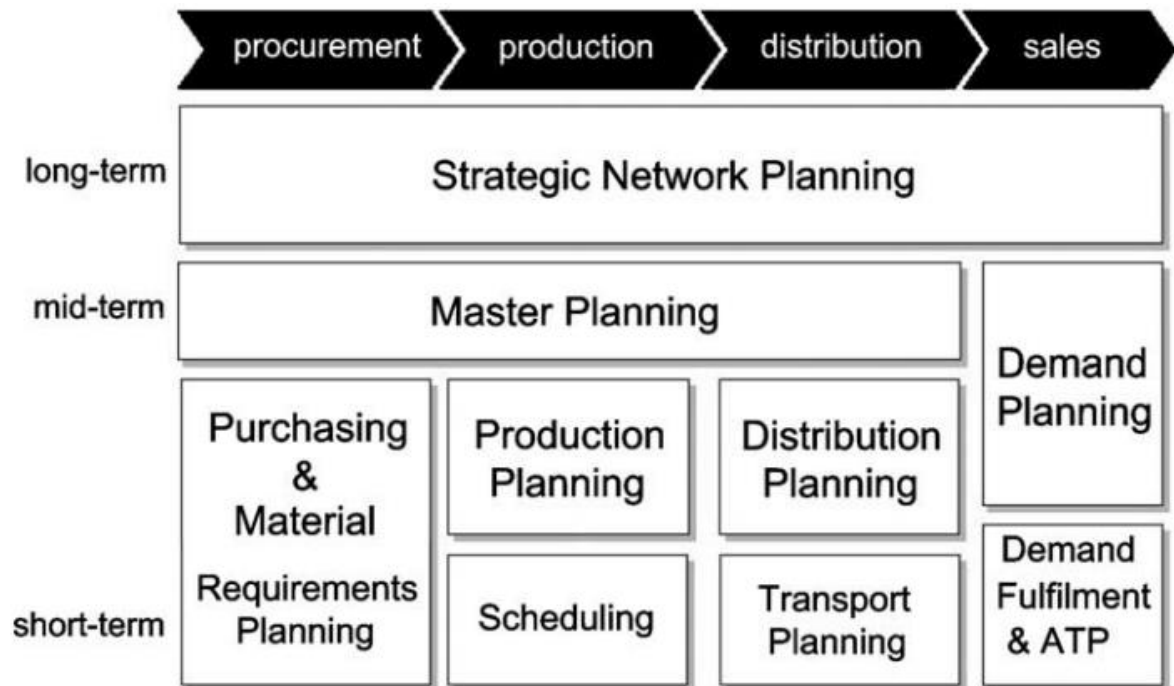 procurement
production
distribution
sales
long-term
Strategic Network Planning
mid-term
Master Planning
Demand
Planning
Purchasing
&
Material
Requirements
Planning
Production
Planning
Distribution
Planning
short-term
Scheduling
Transport
Planning
Demand
Fulfilment
& ATP